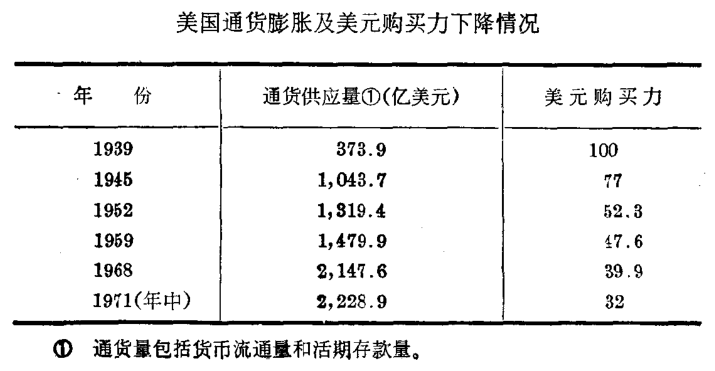 美国通货膨胀及美元购买力下降情况
年 份 通货供应量①(亿美元) 美元购买力
1939 373.9 100
1945 1,043.7 77
1952 1,319.4 52.3
1959 1,479.9 47.6
1968 2,147.6 39.9
1971(年中) 2,228.9 32
① 通货量包括货币流通量和活期存款量。